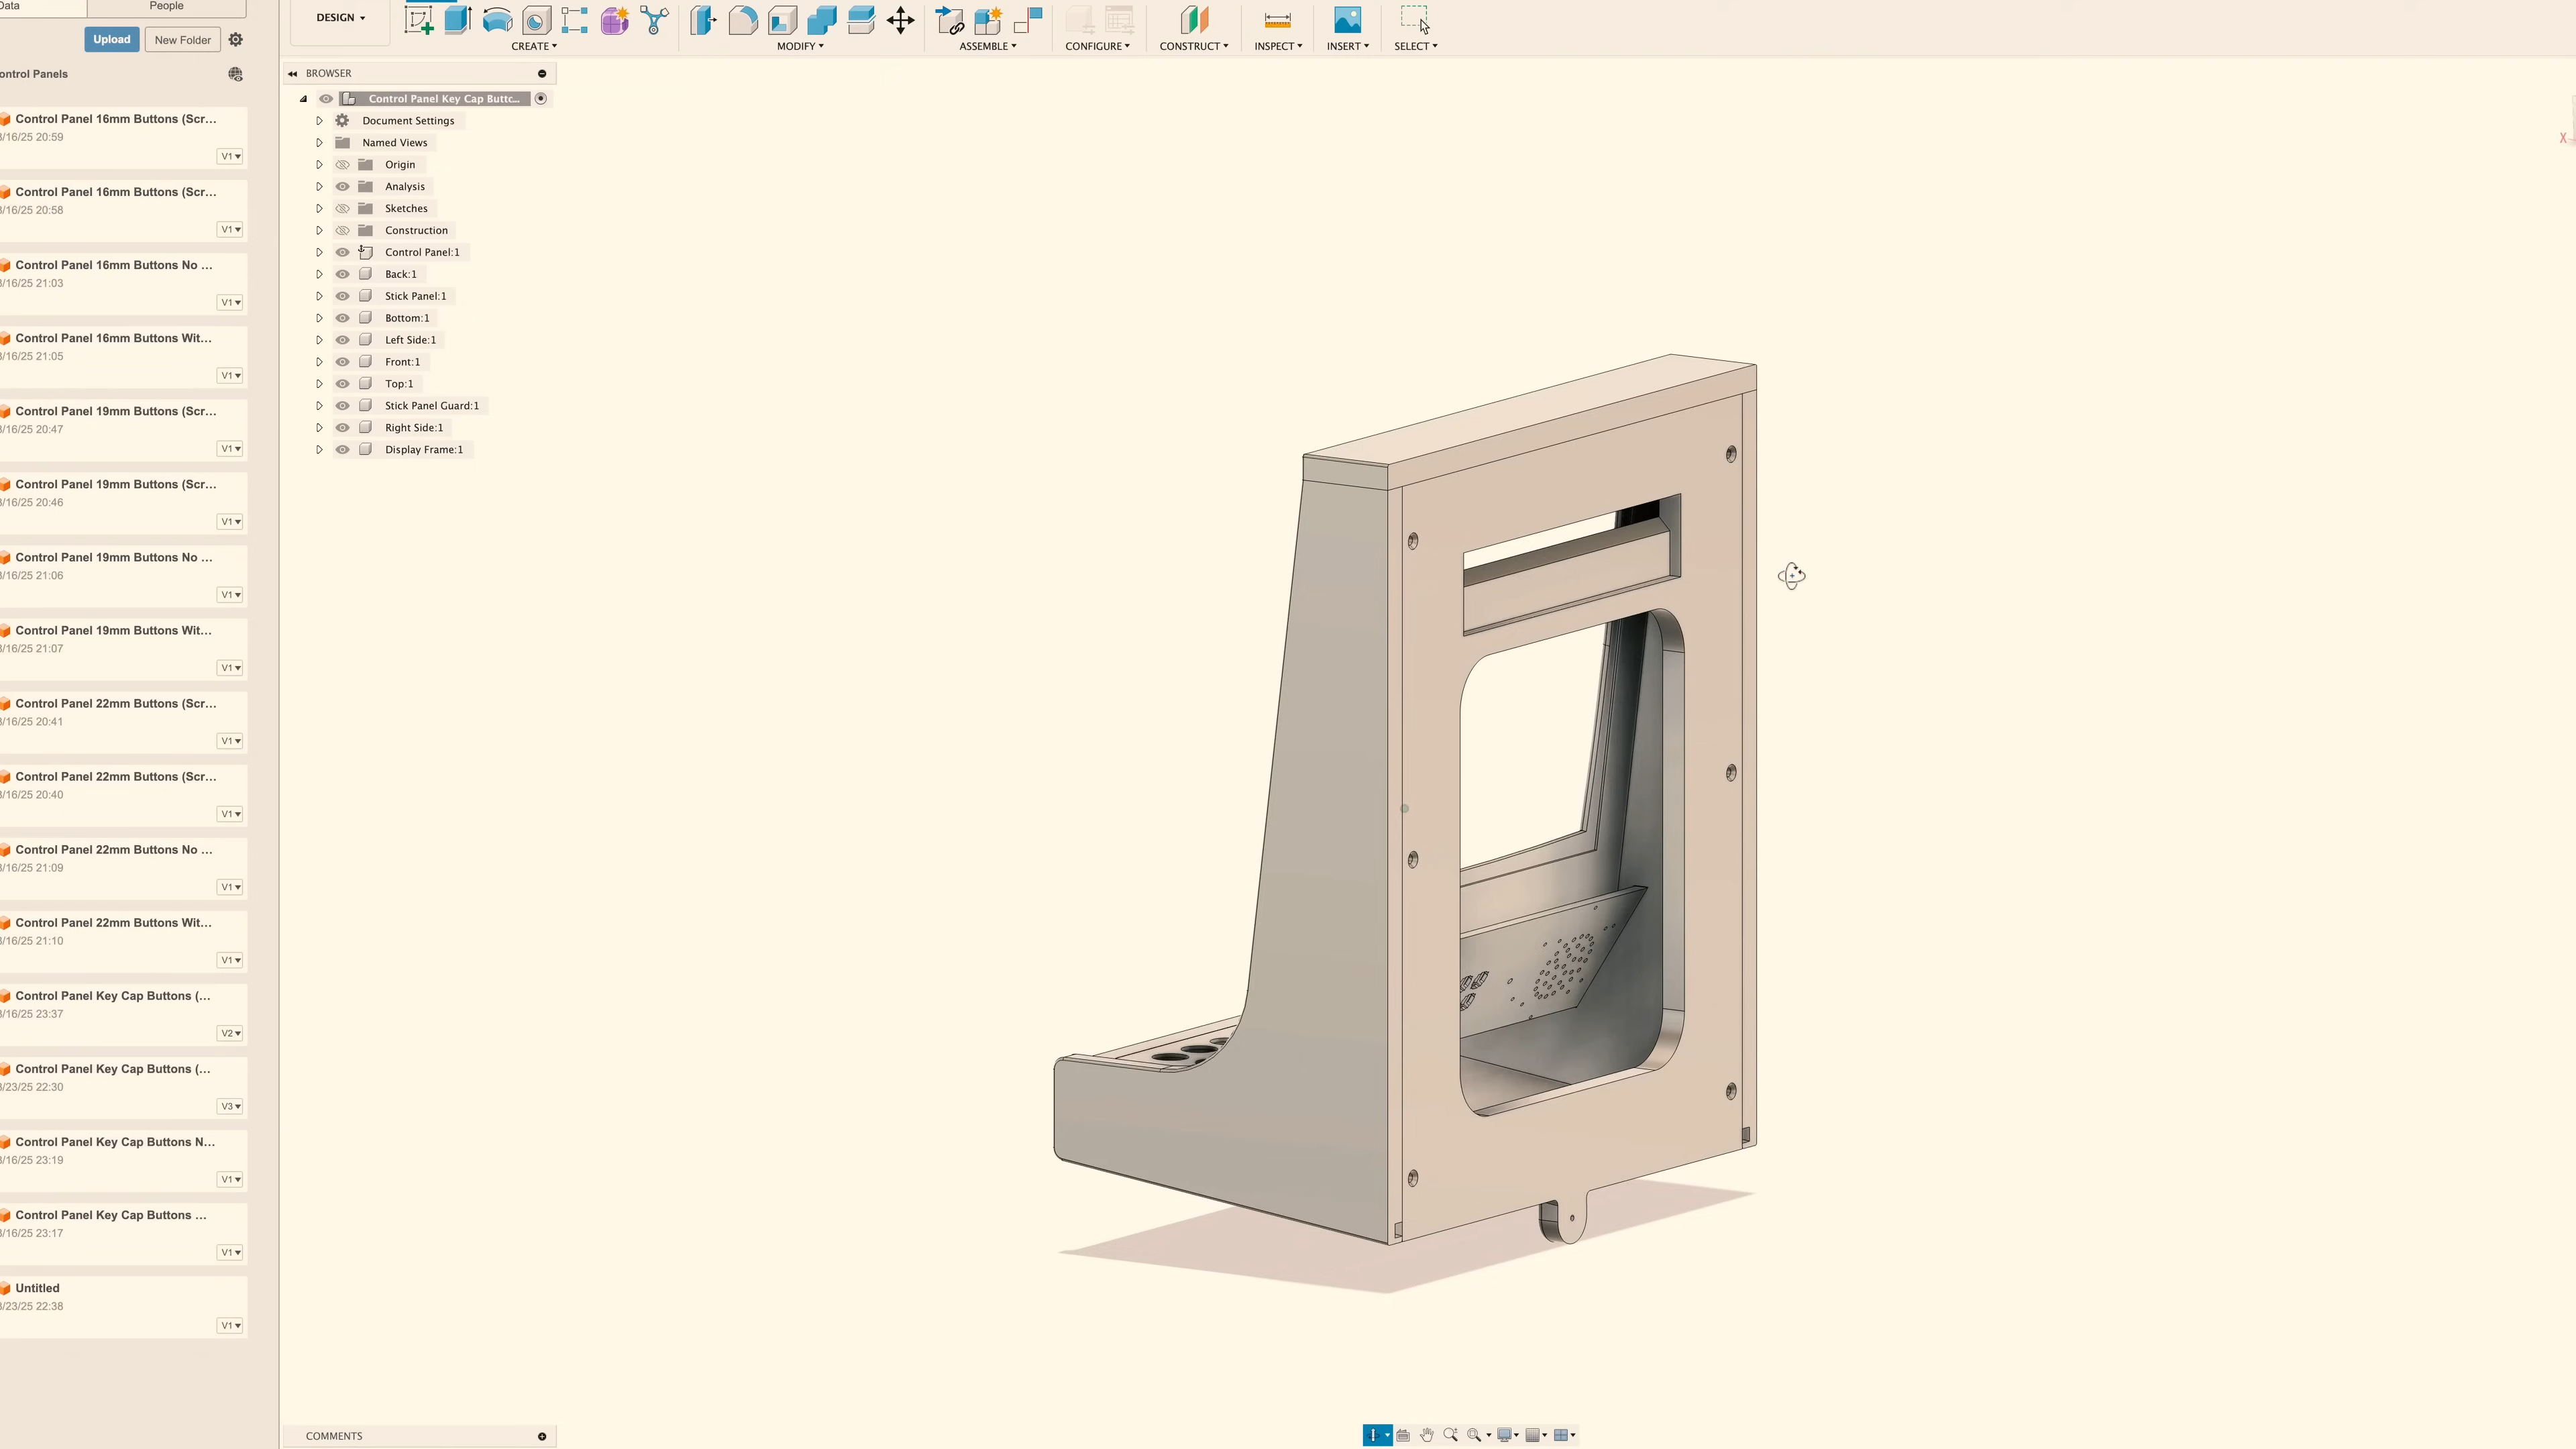 Data
People
Upload
New Folder
ontrol Panels
Control Panel 16mm Buttons (Scr...
/16/25 20:59
V1
Control Panel 16mm Buttons (Scr...
/16/25 20:58
V1
Control Panel 16mm Buttons No ...
/16/25 21:03
V1
Control Panel 16mm Buttons Wit...
/16/25 21:05
V1
Control Panel 19mm Buttons (Scr...
/16/25 20:47
V1
Control Panel 19mm Buttons (Scr...
/16/25 20:46
V1
Control Panel 19mm Buttons No ...
/16/25 21:06
V1
Control Panel 19mm Buttons Wit...
/16/25 21:07
V1
Control Panel 22mm Buttons (Scr...
/16/25 20:41
V1
Control Panel 22mm Buttons (Scr...
/16/25 20:40
V1
Control Panel 22mm Buttons No ...
/16/25 21:09
V1
Control Panel 22mm Buttons Wit...
/16/25 21:10
V1
Control Panel Key Cap Buttons (...
/16/25 23:37
V2
Control Panel Key Cap Buttons (...
/23/25 22:30
V3
Control Panel Key Cap Buttons N...
/16/25 23:19
V1
Control Panel Key Cap Buttons ...
/16/25 23:17
V1
Untitled
/23/25 22:38
V1
DESIGN
CREATE
MODIFY
ASSEMBLE
CONFIGURE
CONSTRUCT
INSPECT
INSERT
SELECT
BROWSER
Control Panel Key Cap Buttc...
Document Settings
Named Views
Origin
Analysis
Sketches
Construction
Control Panel:1
Back:1
Stick Panel:1
Bottom:1
Left Side:1
Front:1
Top:1
Stick Panel Guard:1
Right Side:1
Display Frame:1
X
COMMENTS